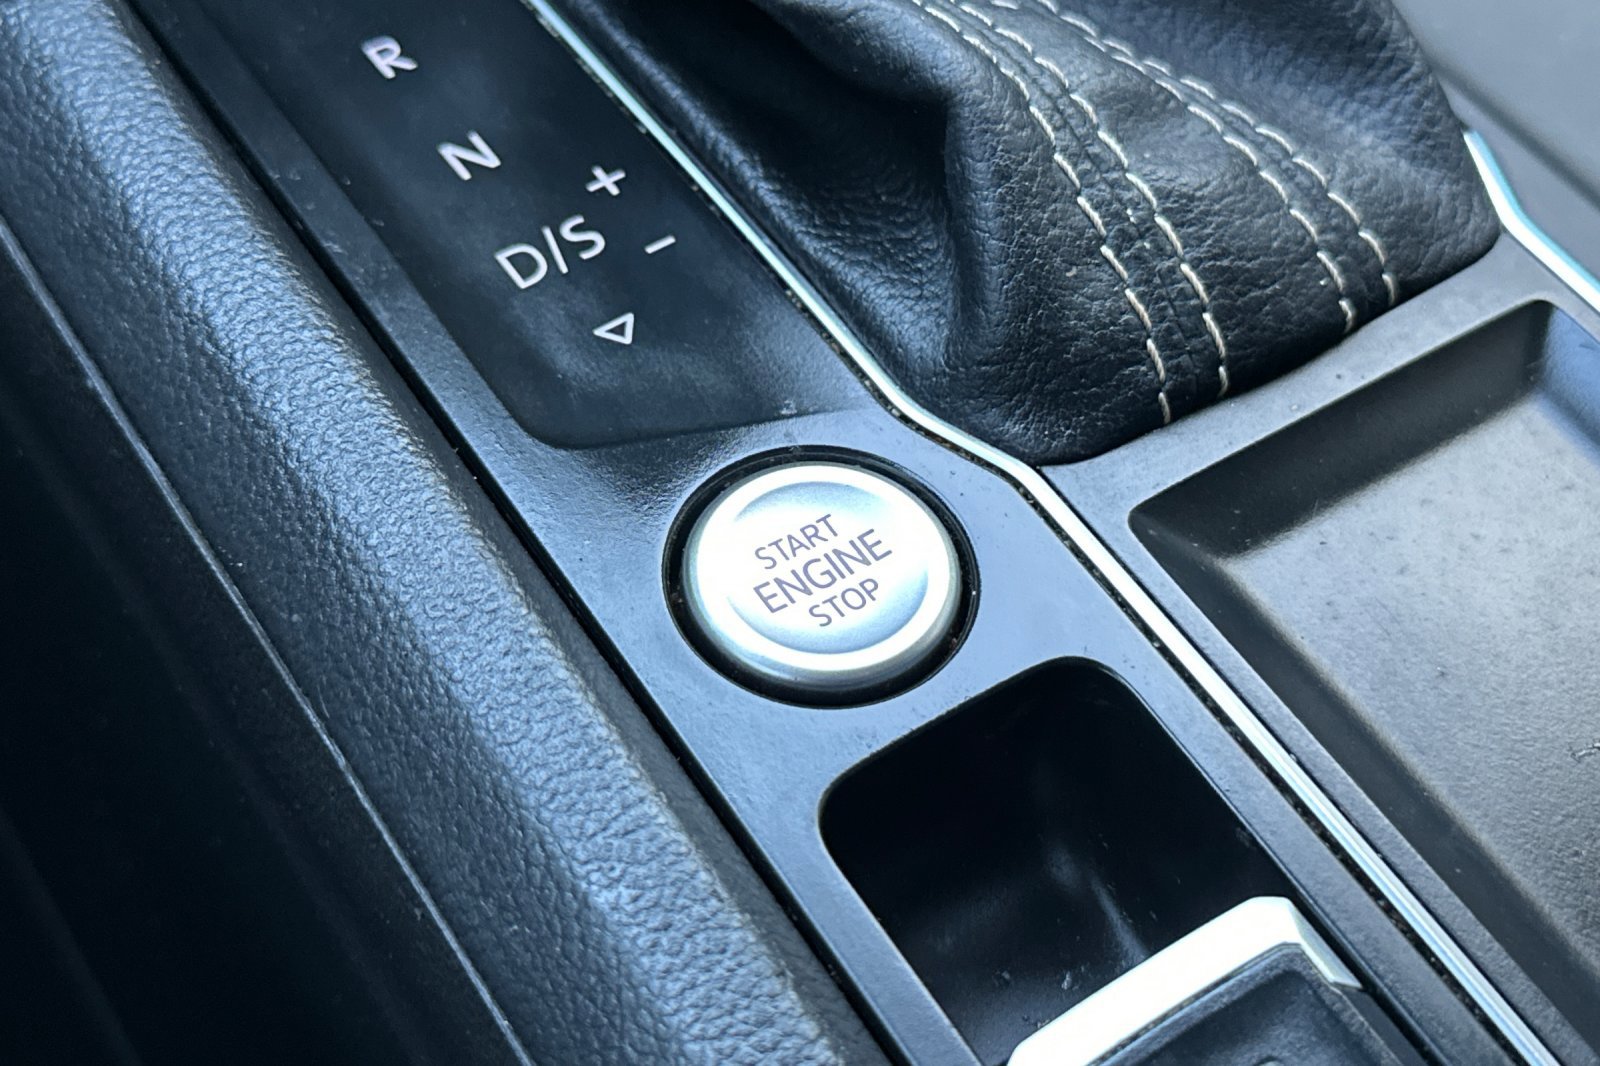 R
N
+
D/S
–
START
ENGINE
STOP